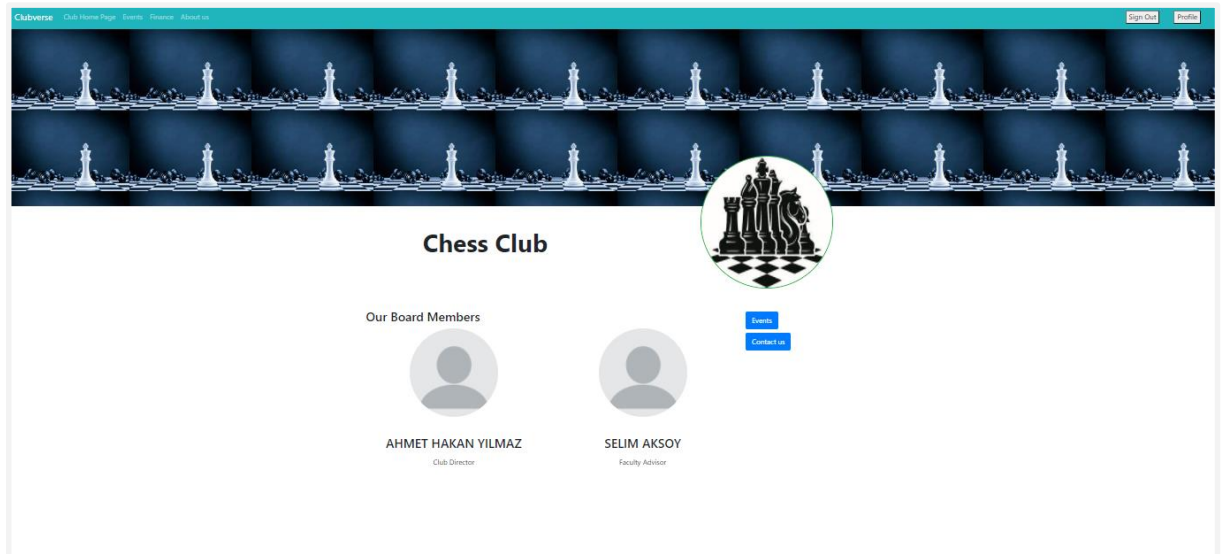 Clubverse Club Home Page Events Finance About us Sign Out Profile
Chess Club
Our Board Members
Events
Contact us
AHMET HAKAN YILMAZ
Club Director
SELIM AKSOY
Faculty Advisor